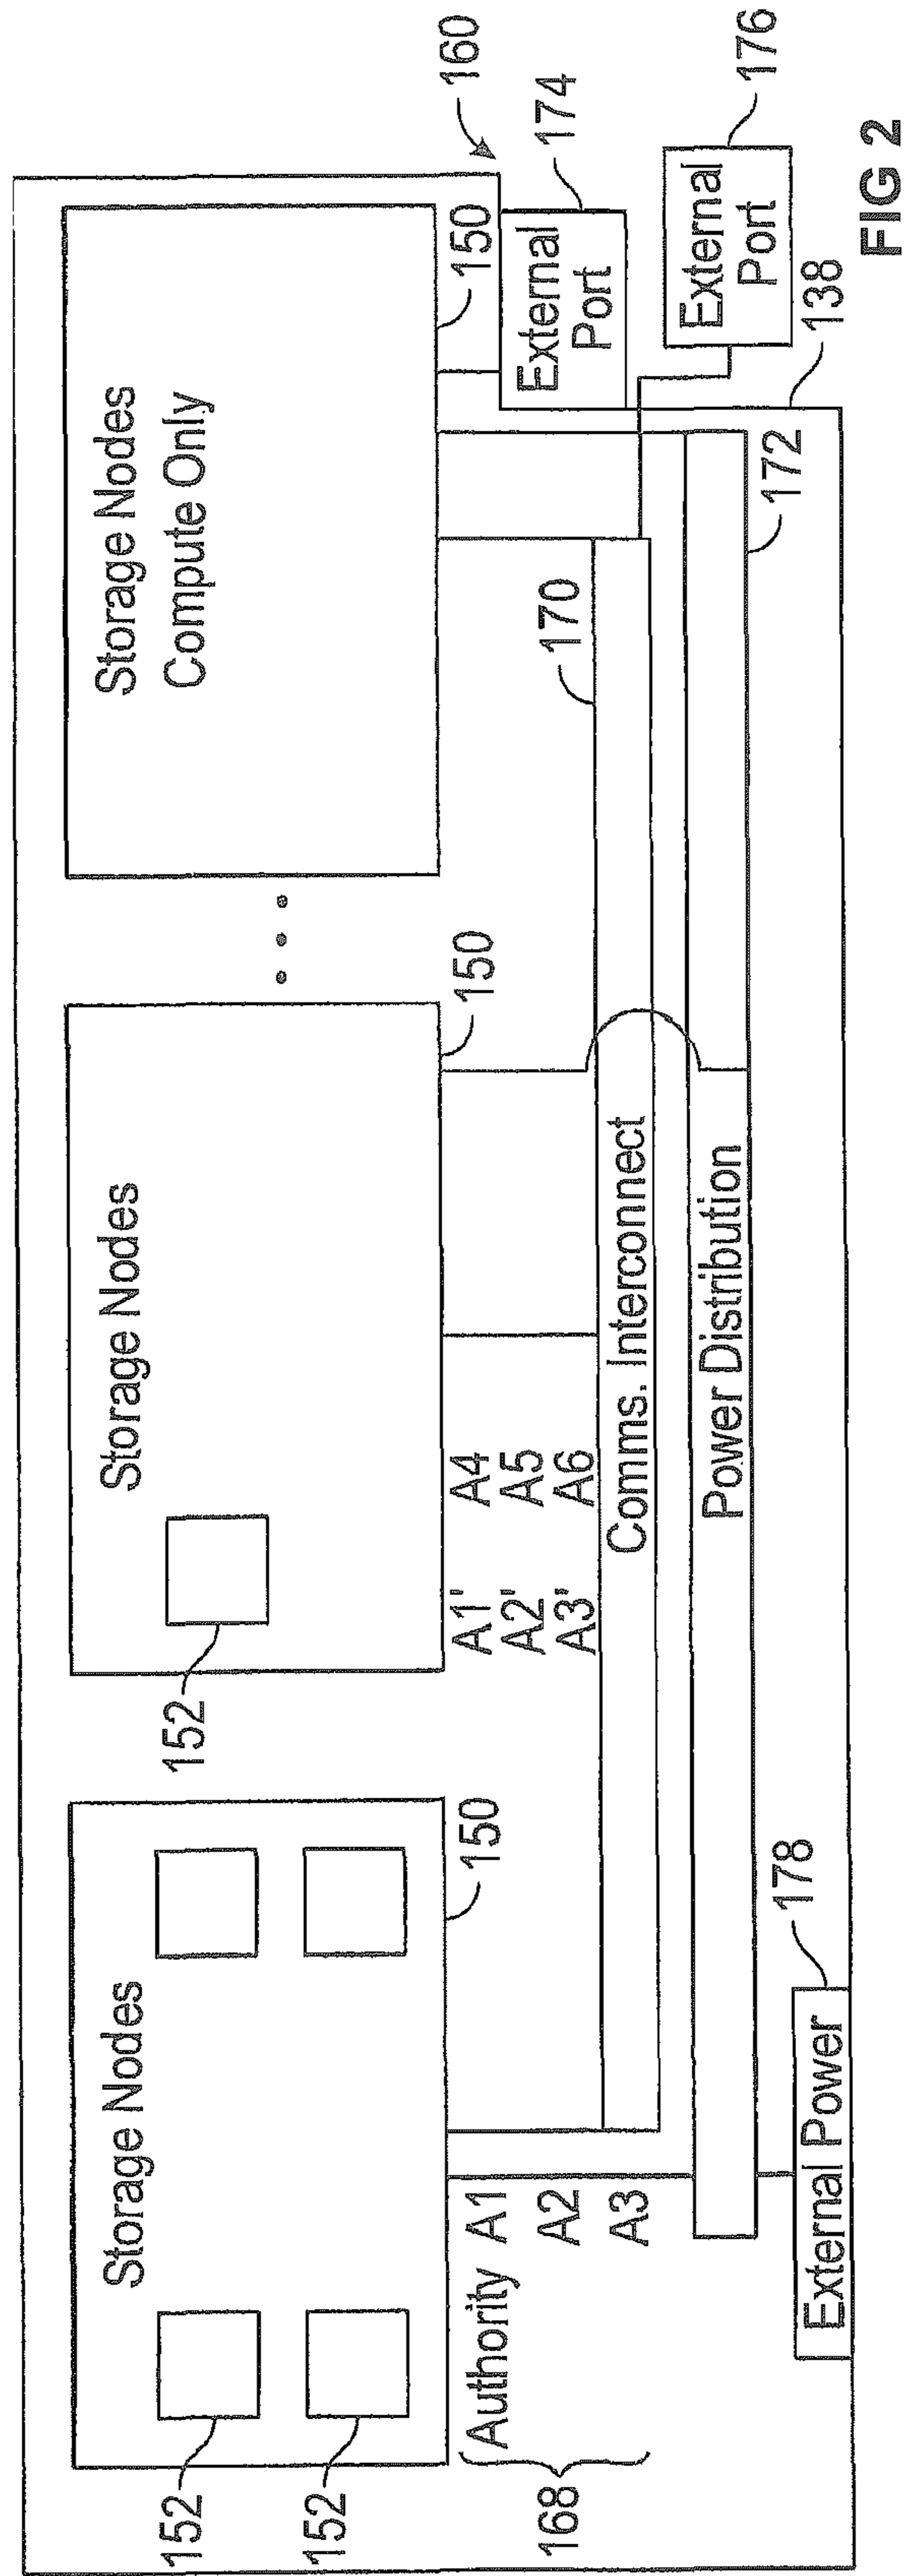 160
Storage Nodes
152
152
150
Storage Nodes
152
150
Storage Nodes
Compute Only
150
Authority A1
A2
A3
168
A1' A4
A2' A5
A3' A6
170
External
Port
174
Comms. Interconnect
External
Port
176
Power Distribution
172
138
External Power
178
FIG 2